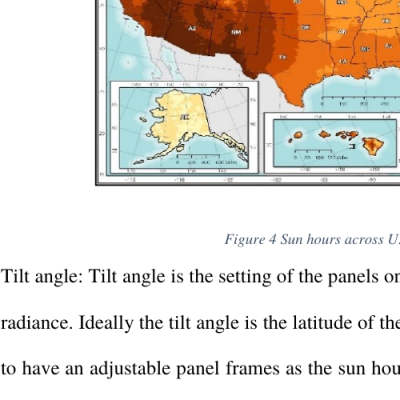 AZ
NM
TX
AK
Figure 4 Sun hours across U.
Tilt angle: Tilt angle is the setting of the panels or
radiance. Ideally the tilt angle is the latitude of the
to have an adjustable panel frames as the sun hou